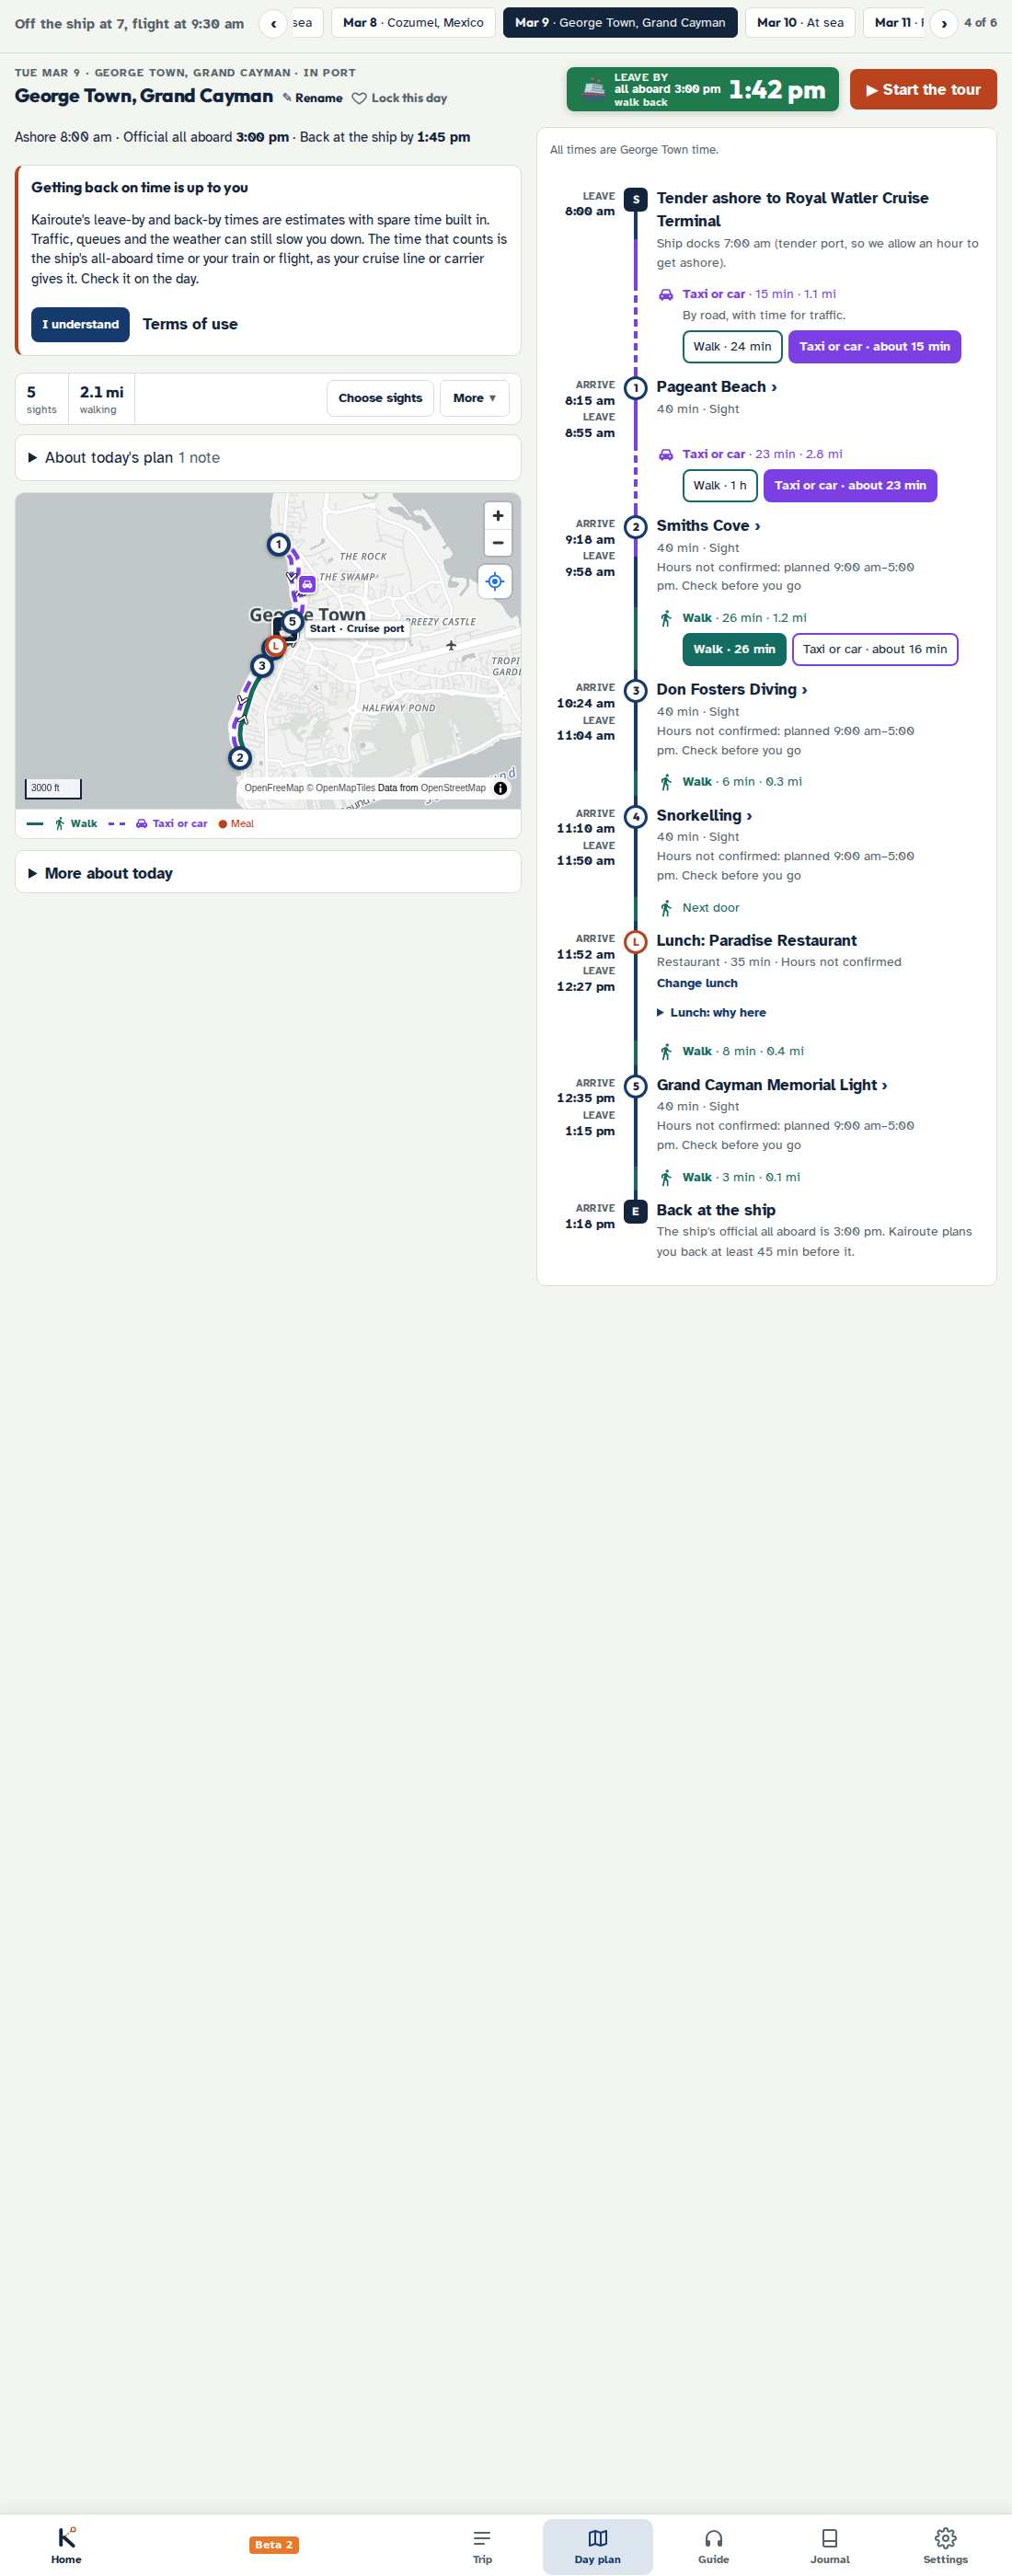 Off the ship at 7, flight at 9:30 am
‹
sea
Mar 8 · Cozumel, Mexico
Mar 9 · George Town, Grand Cayman
Mar 10 · At sea
Mar 11 ·
›
4 of 6
TUE MAR 9 · GEORGE TOWN, GRAND CAYMAN · IN PORT
George Town, Grand Cayman
✎ Rename
Lock this day
LEAVE BY
all aboard 3:00 pm
walk back
1:42 pm
▶ Start the tour
Ashore 8:00 am · Official all aboard 3:00 pm · Back at the ship by 1:45 pm
Getting back on time is up to you
Kairoute's leave-by and back-by times are estimates with spare time built in.
Traffic, queues and the weather can still slow you down. The time that counts is
the ship's all-aboard time or your train or flight, as your cruise line or carrier
gives it. Check it on the day.
I understand
Terms of use
5
sights
2.1 mi
walking
Choose sights
More ▼
▶ About today's plan 1 note
1
THE ROCK
THE SWAMP
George Town
5
Start · Cruise port
BREEZY CASTLE
L
3
TROPI
GARDE
HALFWAY POND
2
3000 ft
OpenFreeMap © OpenMapTiles Data from OpenStreetMap
+
−
Walk
Taxi or car
Meal
▶ More about today
All times are George Town time.
LEAVE
8:00 am
S
Tender ashore to Royal Watler Cruise
Terminal
Ship docks 7:00 am (tender port, so we allow an hour to
get ashore).
Taxi or car · 15 min · 1.1 mi
By road, with time for traffic.
Walk · 24 min
Taxi or car · about 15 min
ARRIVE
8:15 am
LEAVE
8:55 am
1
Pageant Beach ›
40 min · Sight
Taxi or car · 23 min · 2.8 mi
Walk · 1 h
Taxi or car · about 23 min
ARRIVE
9:18 am
LEAVE
9:58 am
2
Smiths Cove ›
40 min · Sight
Hours not confirmed: planned 9:00 am–5:00
pm. Check before you go
Walk · 26 min · 1.2 mi
Walk · 26 min
Taxi or car · about 16 min
ARRIVE
10:24 am
LEAVE
11:04 am
3
Don Fosters Diving ›
40 min · Sight
Hours not confirmed: planned 9:00 am–5:00
pm. Check before you go
Walk · 6 min · 0.3 mi
ARRIVE
11:10 am
LEAVE
11:50 am
4
Snorkelling ›
40 min · Sight
Hours not confirmed: planned 9:00 am–5:00
pm. Check before you go
Next door
ARRIVE
11:52 am
LEAVE
12:27 pm
L
Lunch: Paradise Restaurant
Restaurant · 35 min · Hours not confirmed
Change lunch
▶ Lunch: why here
Walk · 8 min · 0.4 mi
ARRIVE
12:35 pm
LEAVE
1:15 pm
5
Grand Cayman Memorial Light ›
40 min · Sight
Hours not confirmed: planned 9:00 am–5:00
pm. Check before you go
Walk · 3 min · 0.1 mi
ARRIVE
1:18 pm
E
Back at the ship
The ship's official all aboard is 3:00 pm. Kairoute plans
you back at least 45 min before it.
Home
Beta 2
Trip
Day plan
Guide
Journal
Settings